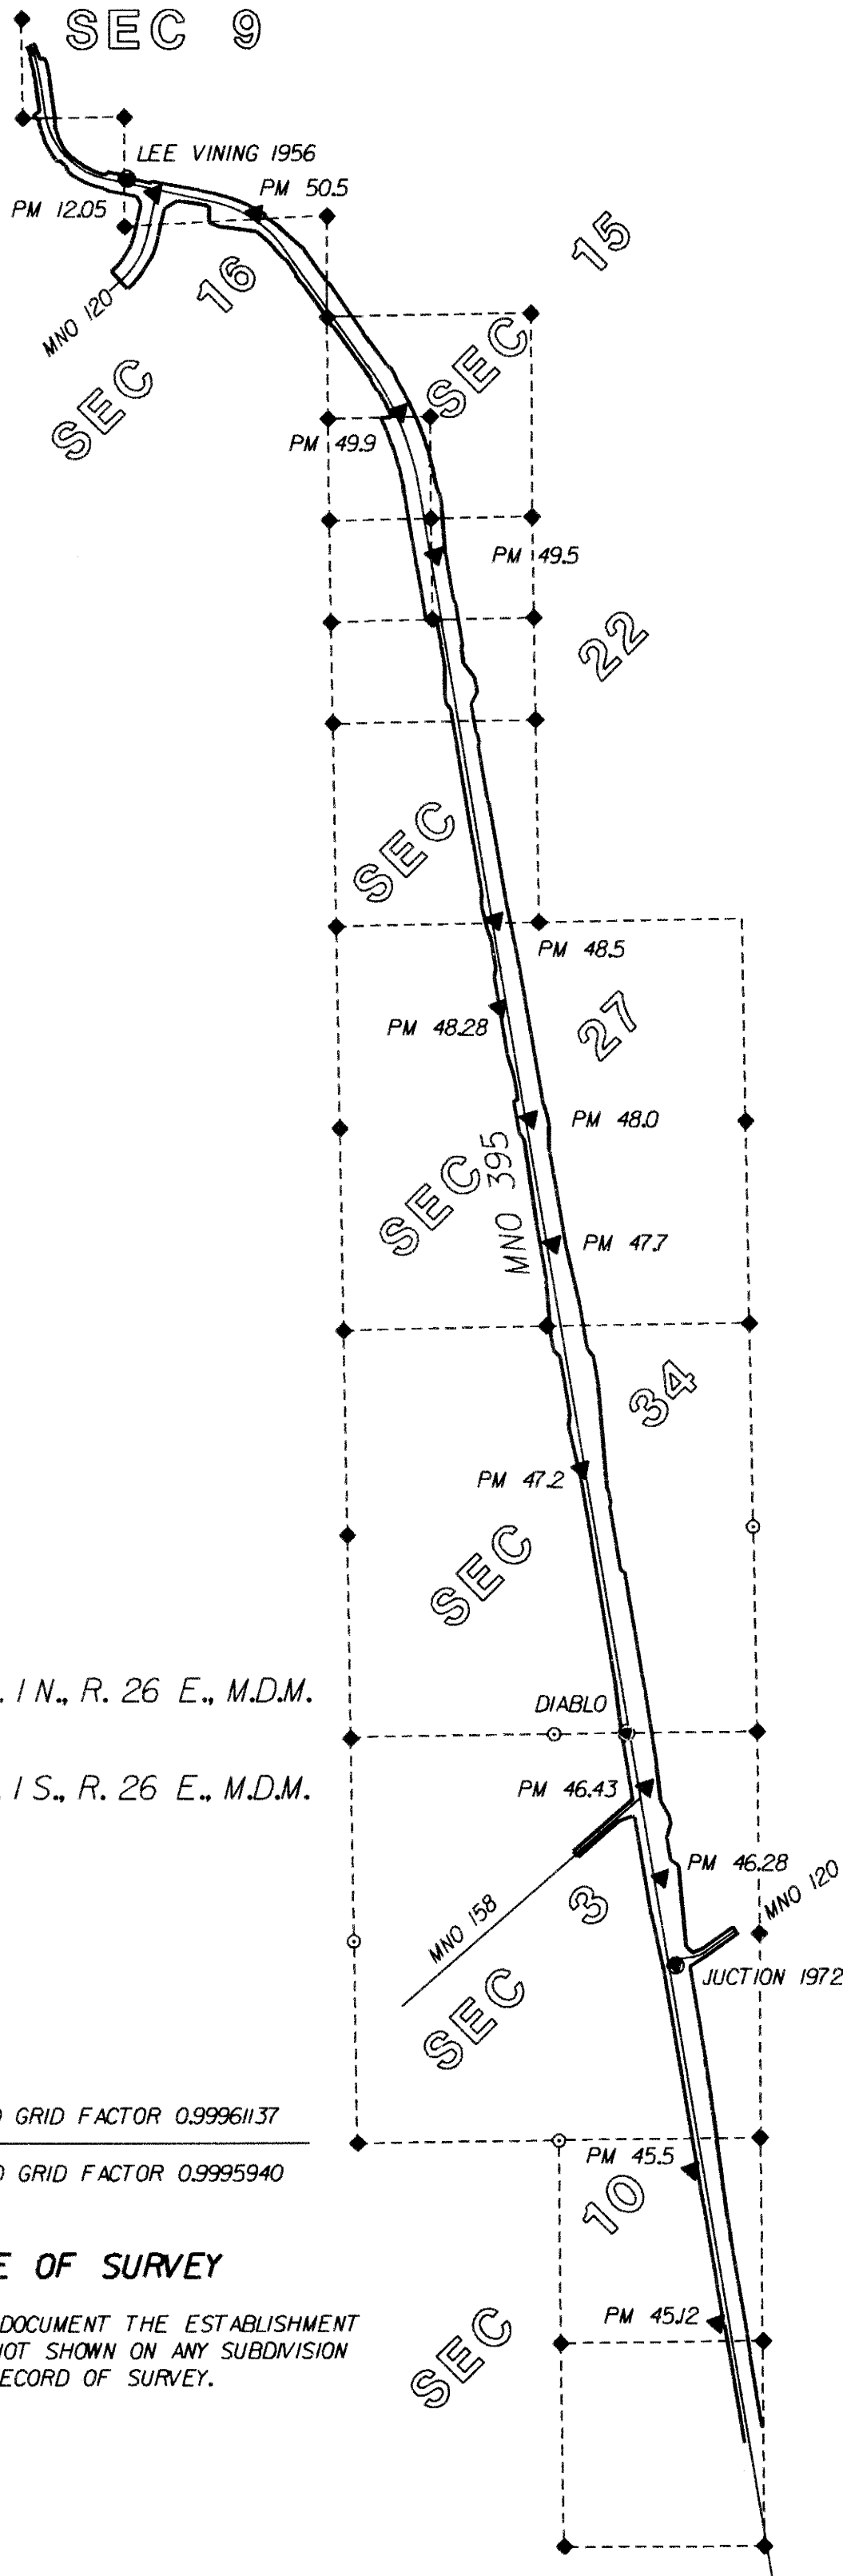 SEC 9
LEE VINING 1956
PM 50.5
PM 12.05
SEC 15
SEC 16
MNO 120
PM 49.9
PM 49.5
SEC 22
PM 48.5
PM 48.28
SEC 27
PM 48.0
MNO 395
PM 47.7
SEC 34
PM 47.2
. 1 N., R. 26 E., M.D.M.
DIABLO
. 1 S., R. 26 E., M.D.M.
PM 46.43
PM 46.28
MNO 158
SEC 3
MNO 120
JUCTION 1972
D GRID FACTOR 0.99961137
D GRID FACTOR 0.9995940
PM 45.5
SEC 10
E OF SURVEY
DOCUMENT THE ESTABLISHMENT
NOT SHOWN ON ANY SUBDIVISION
ECORD OF SURVEY.
PM 45.12